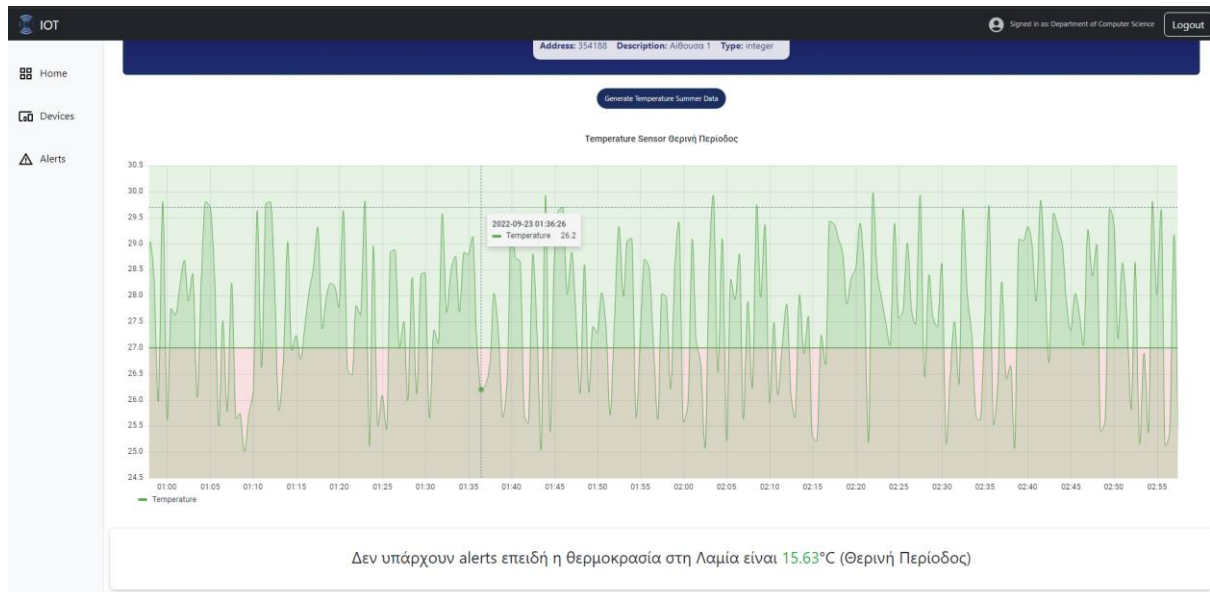 IOT
Signed in as: Department of Computer Science
Logout
Home
Devices
Alerts
Address: 354188 Description: Αίθουσα 1 Type: integer
Generate Temperature Summer Data
Temperature Sensor Θερινή Περίοδος
30.5
30.0
29.5
29.0
28.5
28.0
27.5
27.0
26.5
26.0
25.5
25.0
24.5
2022-09-23 01:36:26
Temperature 26.2
01:00 01:05 01:10 01:15 01:20 01:25 01:30 01:35 01:40 01:45 01:50 01:55 02:00 02:05 02:10 02:15 02:20 02:25 02:30 02:35 02:40 02:45 02:50 02:55
Temperature
Δεν υπάρχουν alerts επειδή η θερμοκρασία στη Λαμία είναι 15.63°C (Θερινή Περίοδος)